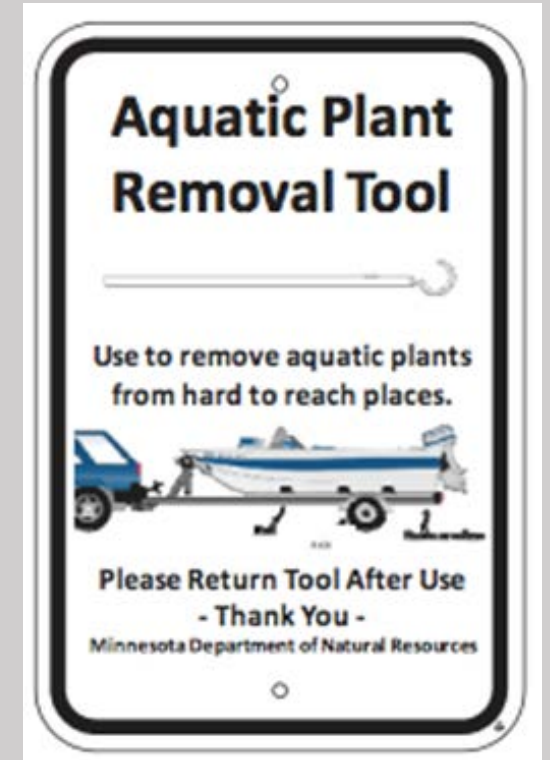 Aquatic Plant
Removal Tool
Use to remove aquatic plants
from hard to reach places.
Please Return Tool After Use
- Thank You -
Minnesota Department of Natural Resources